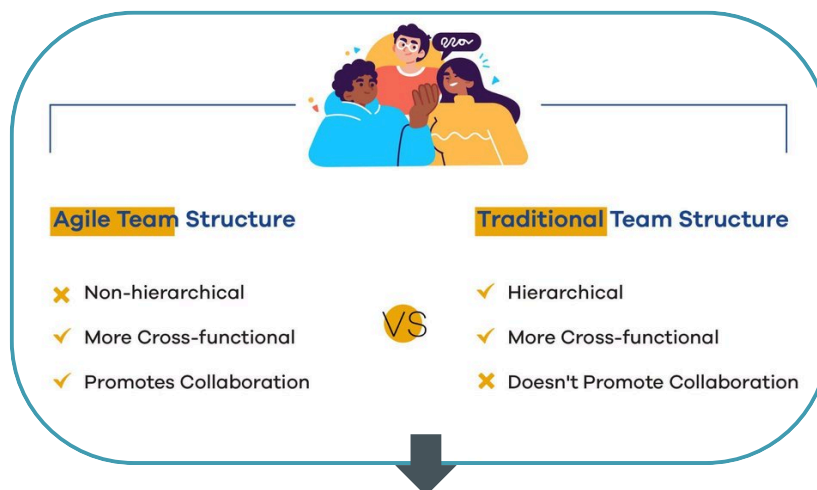 Agile Team Structure
Non-hierarchical
More Cross-functional
Promotes Collaboration
VS
Traditional Team Structure
Hierarchical
More Cross-functional
Doesn't Promote Collaboration